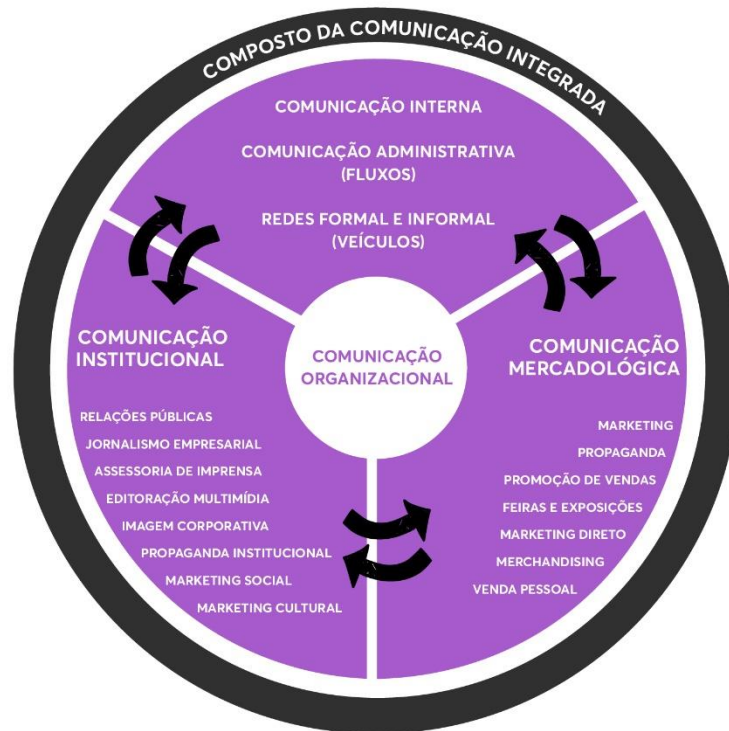 COMPOSTO DA COMUNICAÇÃO INTEGRADA
COMUNICAÇÃO INTERNA
COMUNICAÇÃO ADMINISTRATIVA
(FLUXOS)
REDES FORMAL E INFORMAL
(VEÍCULOS)
COMUNICAÇÃO
INSTITUCIONAL
RELAÇÕES PÚBLICAS
JORNALISMO EMPRESARIAL
ASSESSORIA DE IMPRENSA
EDITORAÇÃO MULTIMÍDIA
IMAGEM CORPORATIVA
PROPAGANDA INSTITUCIONAL
MARKETING SOCIAL
MARKETING CULTURAL
COMUNICAÇÃO
ORGANIZACIONAL
COMUNICAÇÃO
MERCADOLÓGICA
MARKETING
PROPAGANDA
PROMOÇÃO DE VENDAS
FEIRAS E EXPOSIÇÕES
MARKETING DIRETO
MERCHANDISING
VENDA PESSOAL